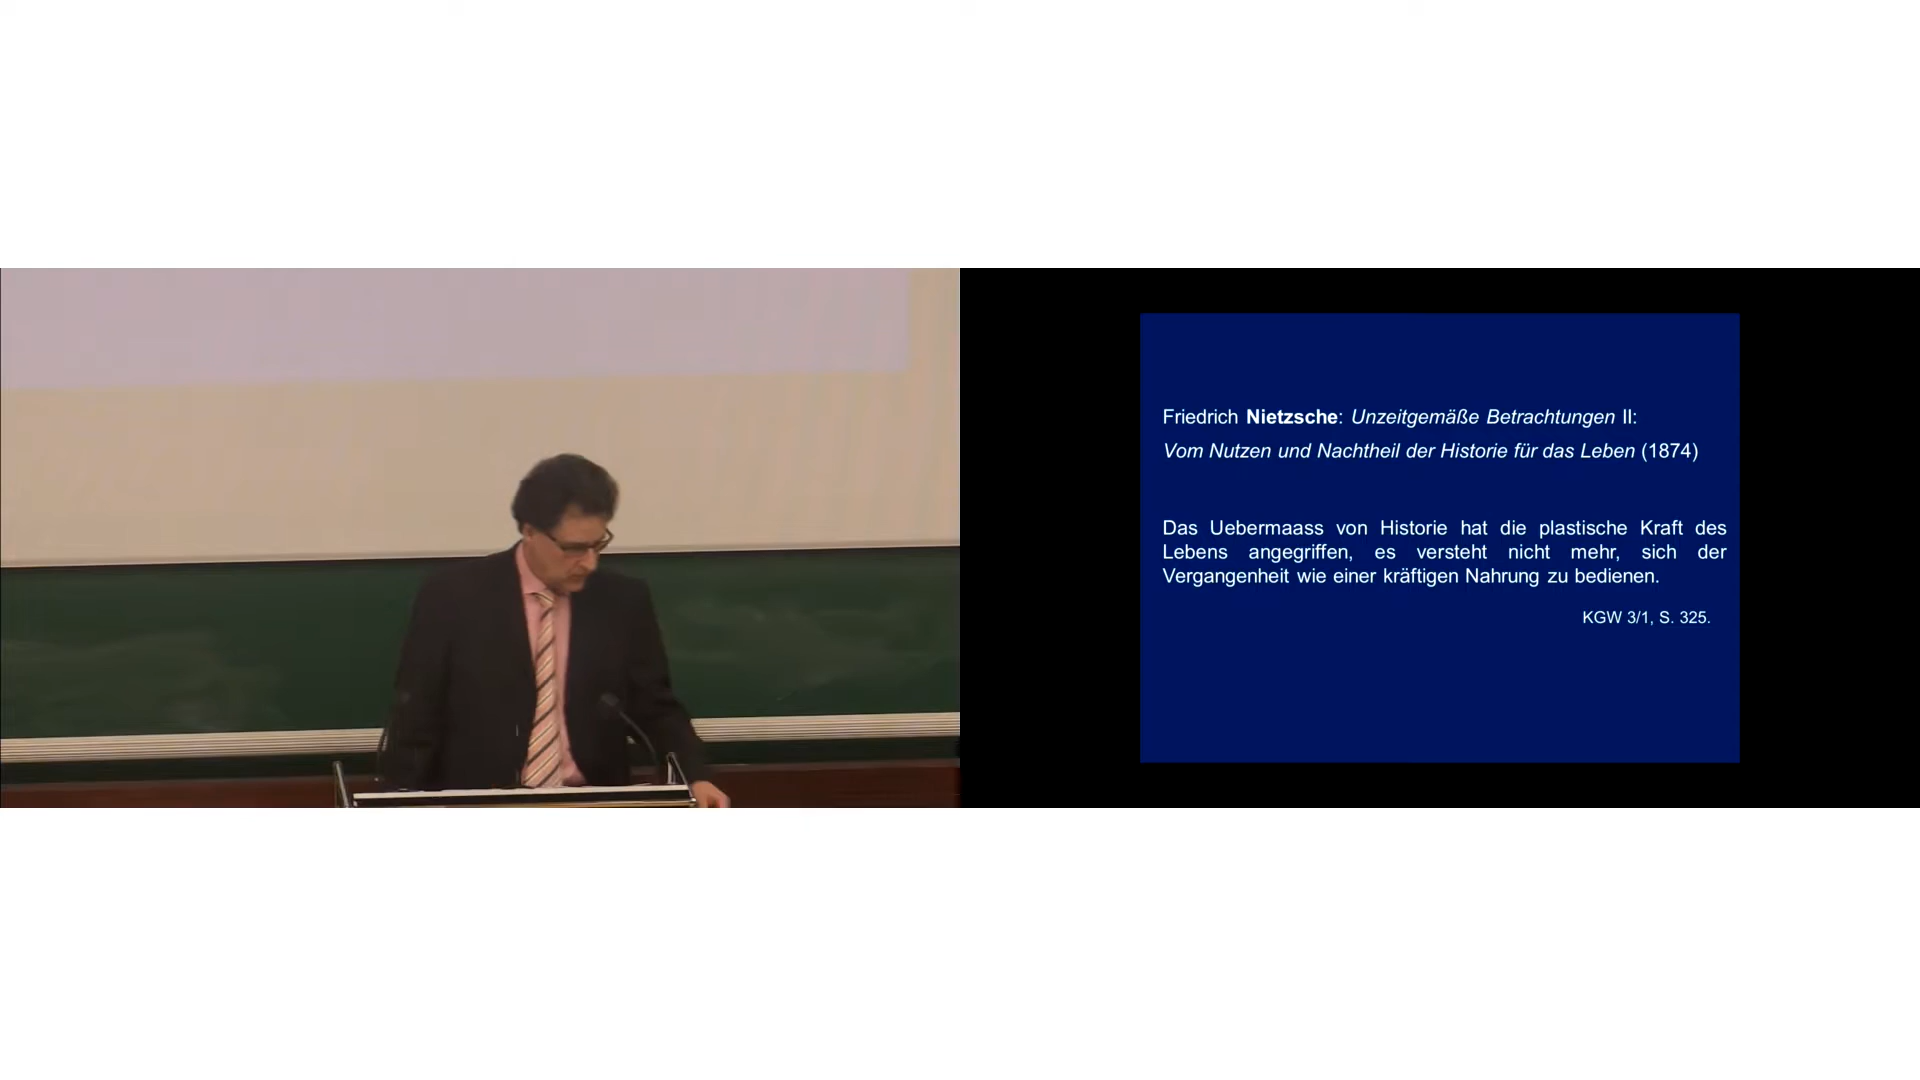 Friedrich Nietzsche: Unzeitgemäße Betrachtungen II:
Vom Nutzen und Nachtheil der Historie für das Leben (1874)
Das Uebermaass von Historie hat die plastische Kraft des
Lebens angegriffen, es versteht nicht mehr, sich der
Vergangenheit wie einer kräftigen Nahrung zu bedienen.
KGW 3/1, S. 325.